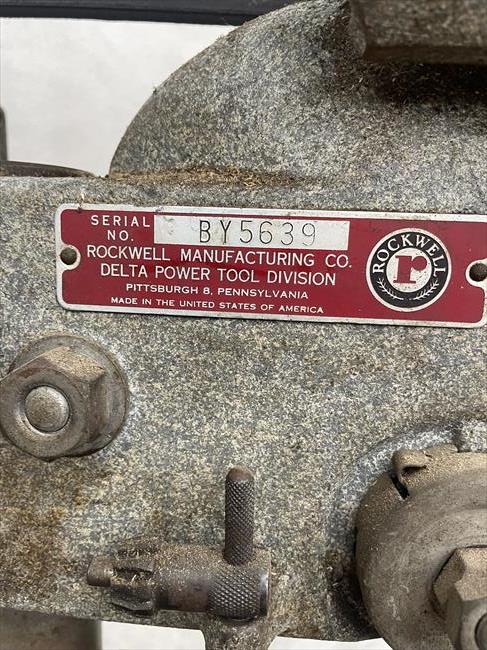 SERIAL NO. BY5639
ROCKWELL MANUFACTURING CO.
DELTA POWER TOOL DIVISION
PITTSBURGH 8, PENNSYLVANIA
MADE IN THE UNITED STATES OF AMERICA
ROCKWELL
r